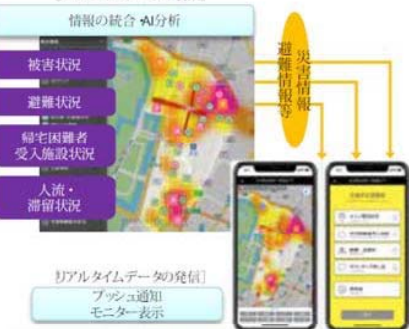 情報の統合・AI分析
被害状況
避難状況
帰宅困難者
受入施設状況
人流・
滞留状況
災害情報
避難情報等
[リアルタイムデータの発信]
プッシュ通知
モニター表示